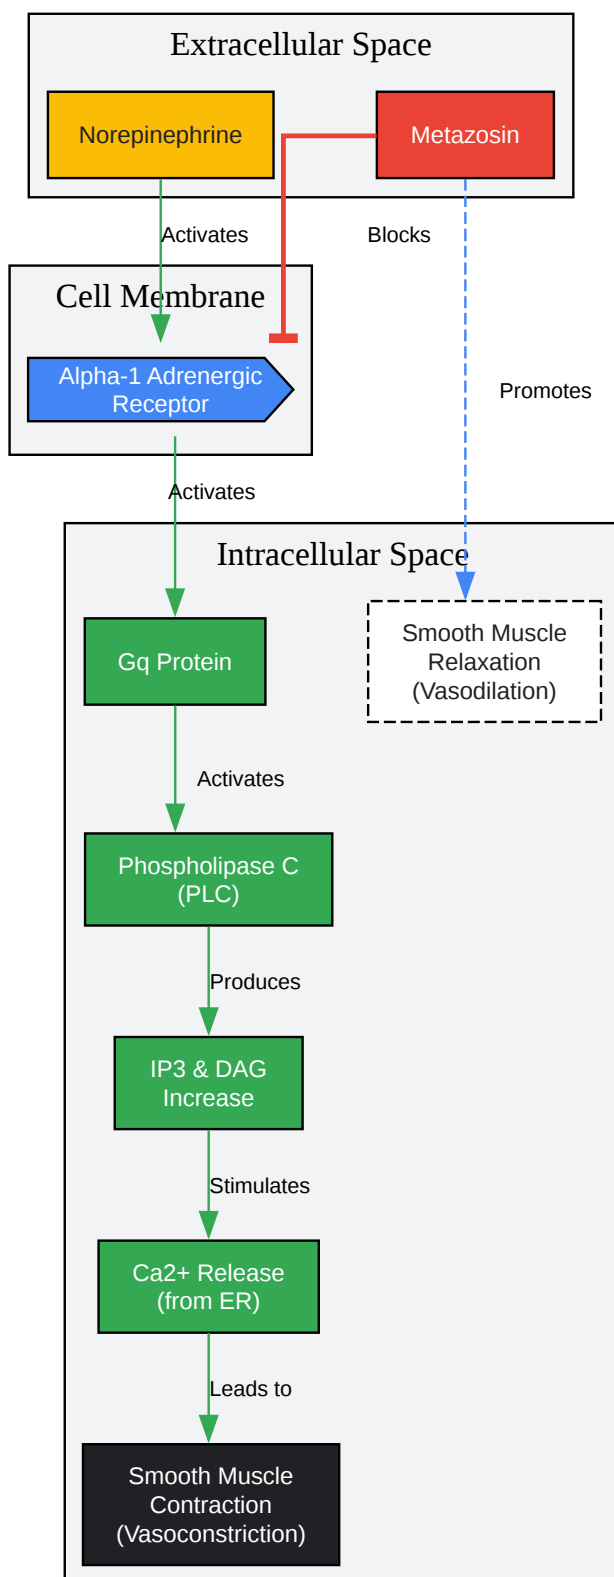 Extracellular Space
Norepinephrine
Metazosin
Activates
Blocks
Cell Membrane
Alpha-1 Adrenergic
Receptor
Promotes
Activates
Intracellular Space
Gq Protein
Smooth Muscle
Relaxation
(Vasodilation)
Activates
Phospholipase C
(PLC)
Produces
IP3 & DAG
Increase
Stimulates
Ca2+ Release
(from ER)
Leads to
Smooth Muscle
Contraction
(Vasoconstriction)